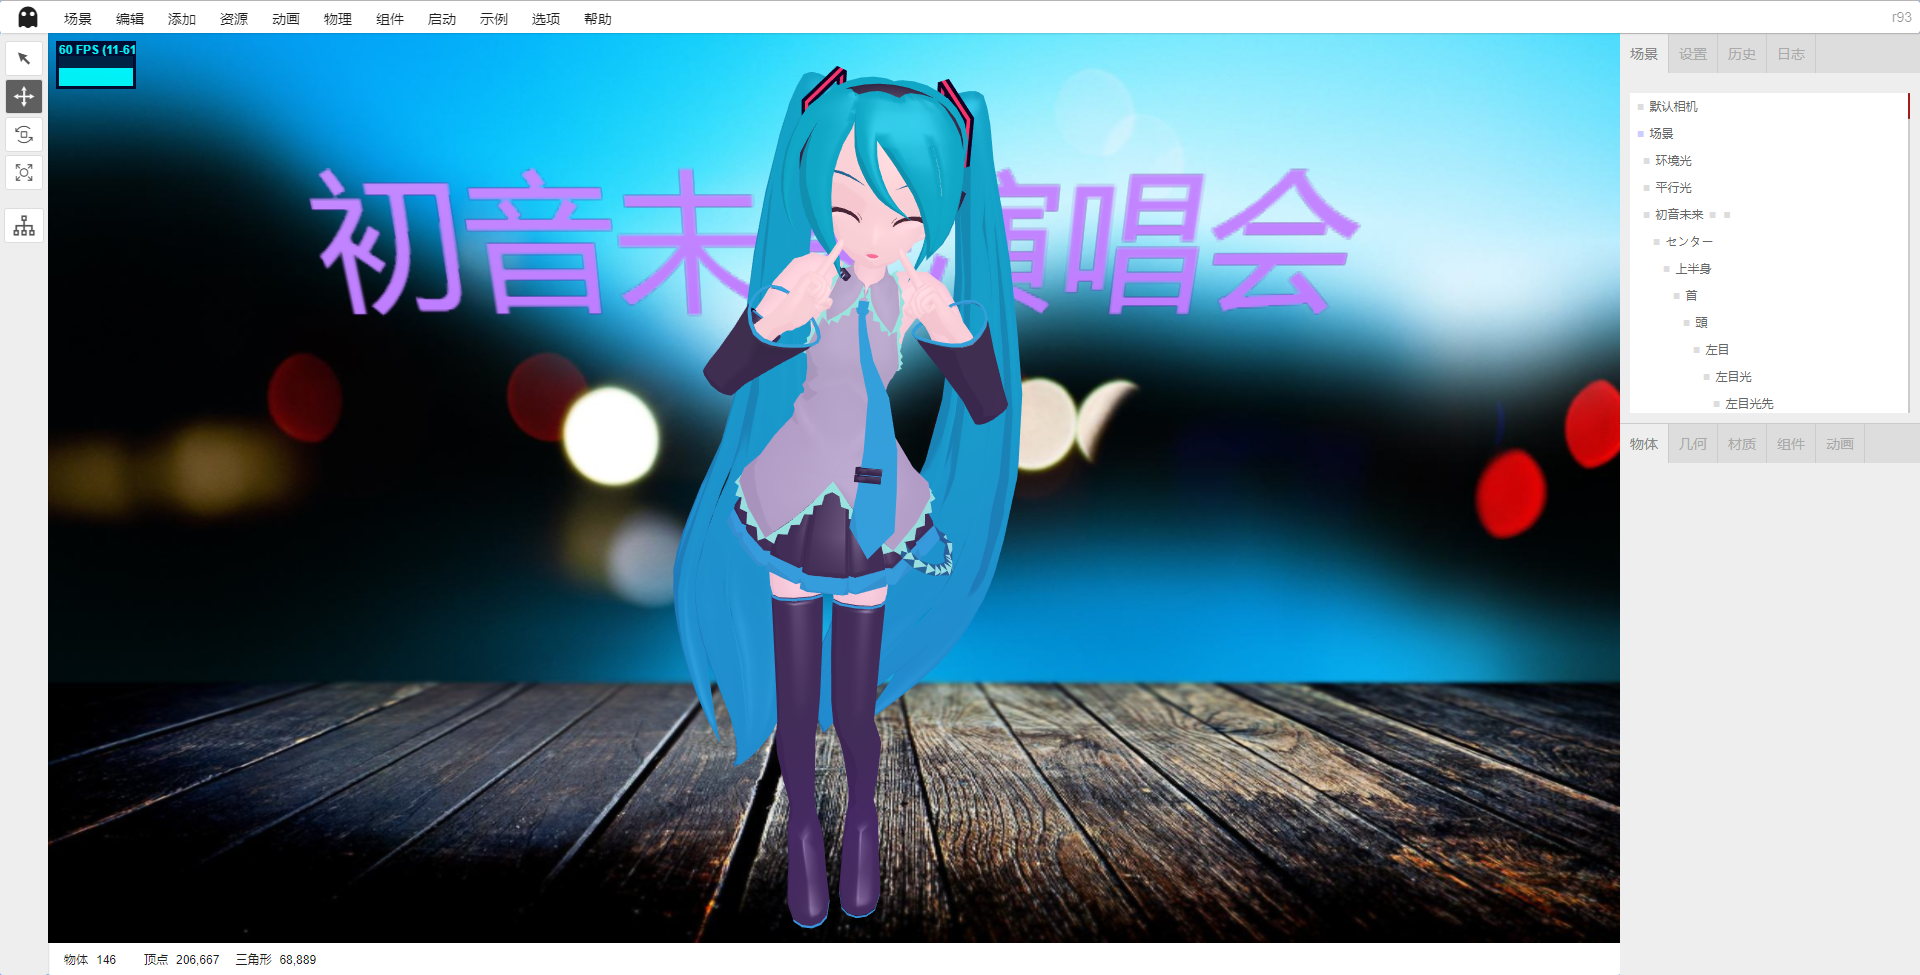 场景 编辑 添加 资源 动画 物理 组件 启动 示例 选项 帮助 r93
60 FPS (11-61
初音未来演唱会
场景 设置 历史 日志
默认相机
场景
环境光
平行光
初音未来
センター
上半身
首
頭
左目
左目光
左目光先
物体 几何 材质 组件 动画
物体 146 顶点 206,667 三角形 68,889